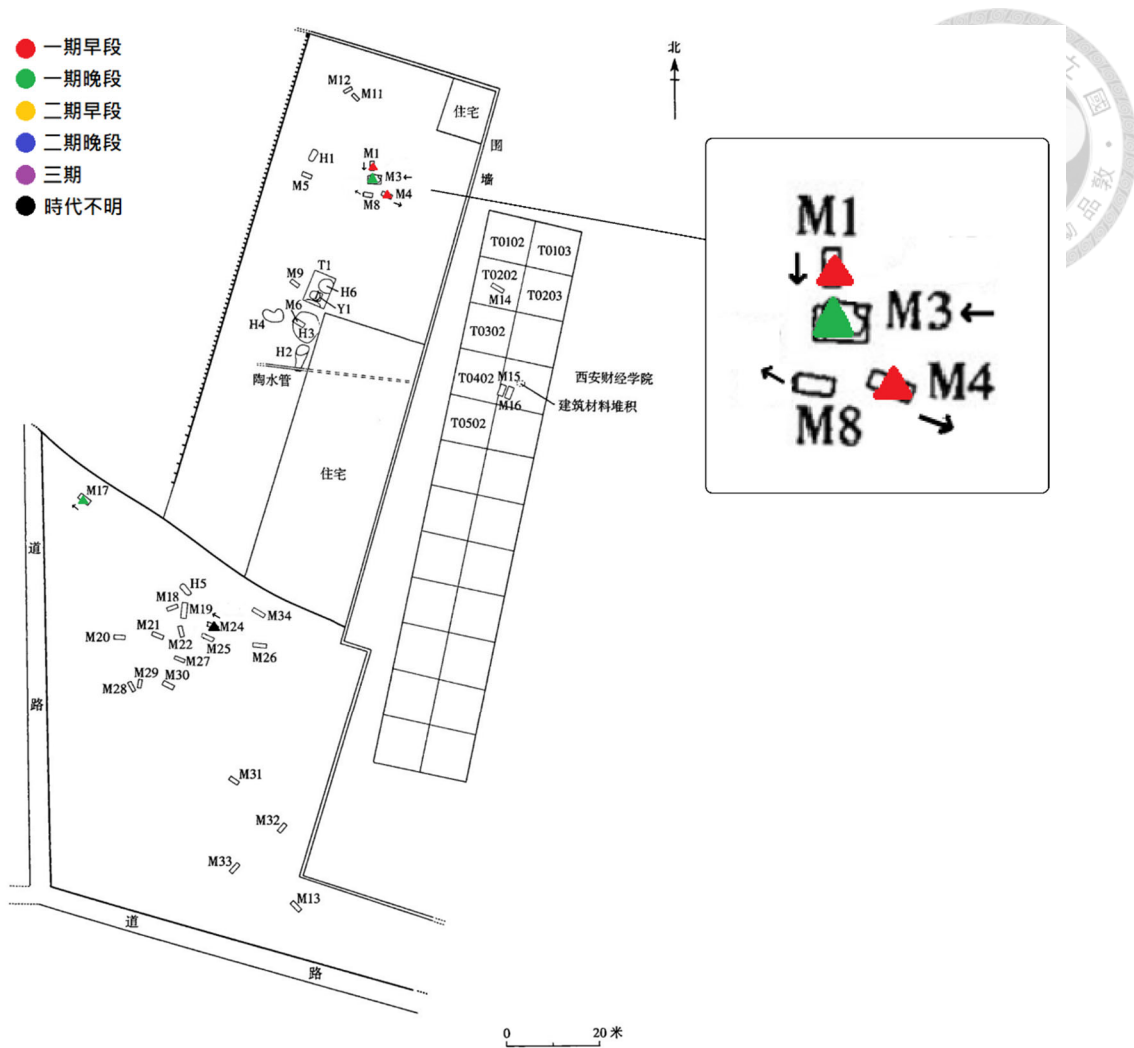 一期早段
一期晚段
二期早段
二期晚段
三期
時代不明
北
M12
M11
住宅
围
墙
H1
M5
M1
M3
M4
M8
T0102
T0103
T0202
M14
T0203
T0302
T0402
M15
M16
T0502
西安财经学院
建筑材料堆积
M9
T1
H6
M6
Y1
H4
H3
H2
陶水管
住宅
M1
M3
M4
M8
M17
道
路
H5
M18
M19
M24
M34
M20
M21
M22
M25
M26
M27
M29
M28
M30
M31
M32
M33
M13
道
路
0
20 米
國
品
敦